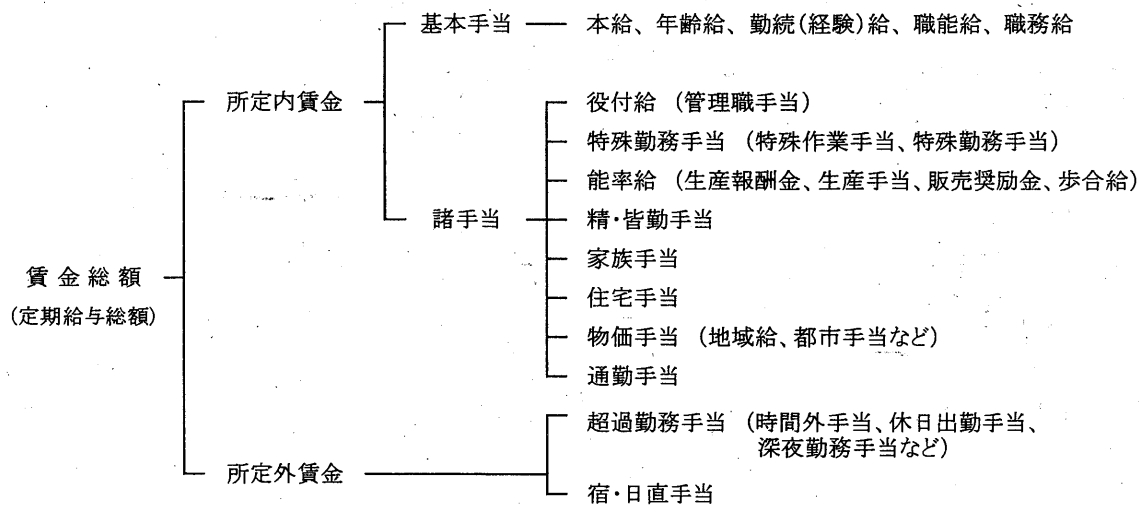 基本手当 本給、年齢給、勤続(経験)給、職能給、職務給
所定内賃金
役付給 (管理職手当)
特殊勤務手当 (特殊作業手当、特殊勤務手当)
能率給 (生産報酬金、生産手当、販売奨励金、歩合給)
諸手当 精・皆勤手当
家族手当
賃金総額
(定期給与総額)
住宅手当
物価手当 (地域給、都市手当など)
通勤手当
超過勤務手当 (時間外手当、休日出勤手当、
深夜勤務手当など)
所定外賃金
宿・日直手当